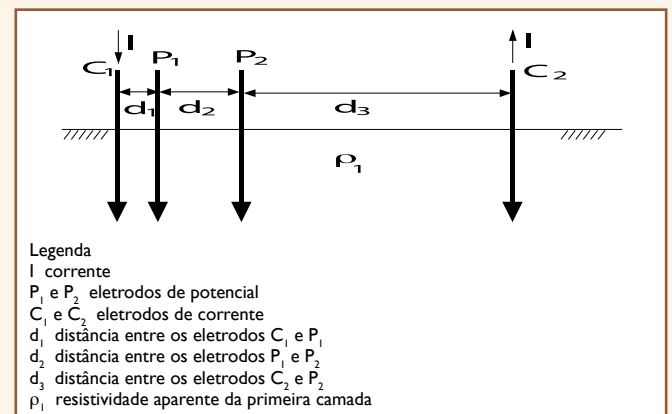 I I
C₁ P₁ P₂ C₂
d₁ d₂ d₃
ρ₁
Legenda
I corrente
P₁ e P₂ eletrodos de potencial
C₁ e C₂ eletrodos de corrente
d₁ distância entre os eletrodos C₁ e P₁
d₂ distância entre os eletrodos P₁ e P₂
d₃ distância entre os eletrodos C₂ e P₂
ρ₁ resistividade aparente da primeira camada